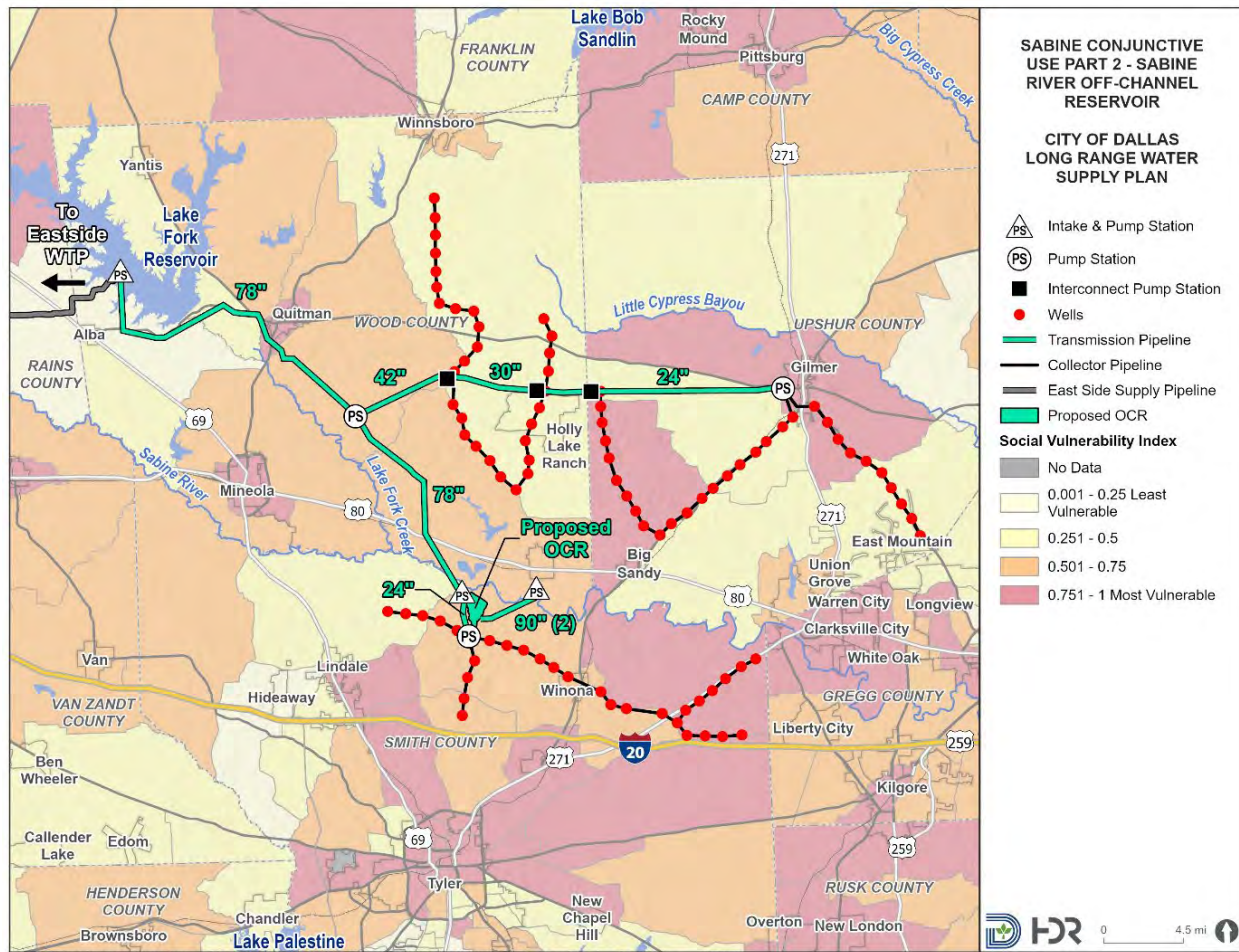 Lake Bob
Sandlin
Rocky
Mound
FRANKLIN
COUNTY
Pittsburg
Big Cypress Creek
CAMP COUNTY
Winnsboro
271
Yantis
To
Eastside
WTP
Lake
Fork
Reservoir
PS
78"
Quitman
Alba
WOOD COUNTY
Little Cypress Bayou
UPSHUR COUNTY
RAINS
COUNTY
69
42"
30"
24"
PS
Gilmer
PS
Holly
Lake
Ranch
Sabine River
Mineola
Lake Fork Creek
78"
80
271
East Mountain
Proposed
OCR
Big
Sandy
Union
Grove
24"
PS
PS
80
Warren City
Longview
90" (2)
Clarksville City
PS
White Oak
Van
Lindale
Hideaway
Winona
GREGG COUNTY
VAN ZANDT
COUNTY
Liberty City
SMITH COUNTY
20
259
271
Ben
Wheeler
Kilgore
Callender
Lake
Edom
69
259
Tyler
RUSK COUNTY
HENDERSON
COUNTY
New
Chapel
Hill
Chandler
Overton
New London
Brownsboro
Lake Palestine
SABINE CONJUNCTIVE
USE PART 2 - SABINE
RIVER OFF-CHANNEL
RESERVOIR
CITY OF DALLAS
LONG RANGE WATER
SUPPLY PLAN
PS Intake & Pump Station
PS Pump Station
Interconnect Pump Station
Wells
Transmission Pipeline
Collector Pipeline
East Side Supply Pipeline
Proposed OCR
Social Vulnerability Index
No Data
0.001 - 0.25 Least
Vulnerable
0.251 - 0.5
0.501 - 0.75
0.751 - 1 Most Vulnerable
HDR
0 4.5 mi